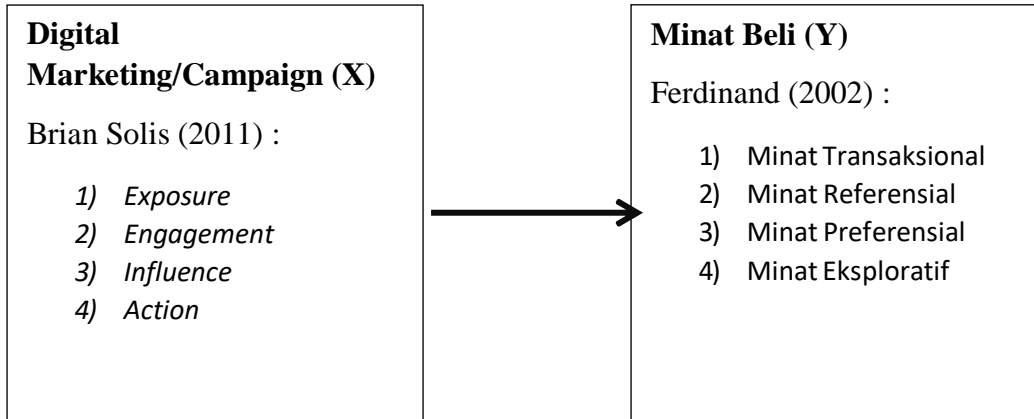 Digital
Marketing/Campaign (X)
Brian Solis (2011) :
1) Exposure
2) Engagement
3) Influence
4) Action
Minat Beli (Y)
Ferdinand (2002) :
1) Minat Transaksional
2) Minat Referensial
3) Minat Preferensial
4) Minat Eksploratif